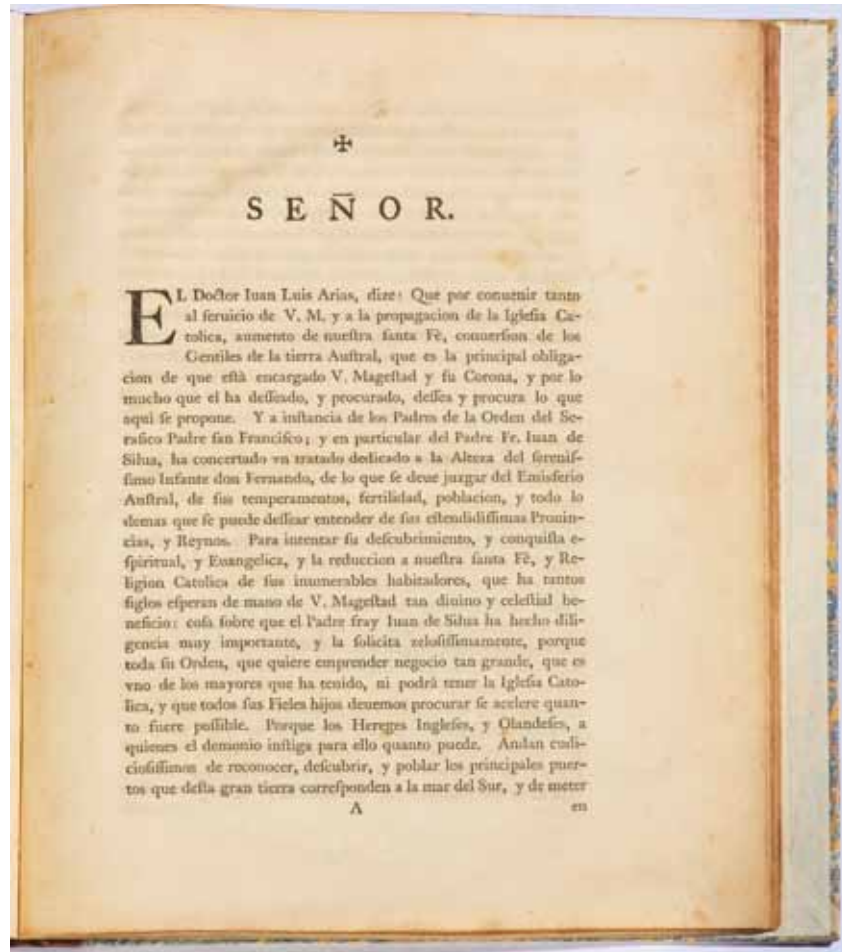 ✠
SEÑOR.
EL Doctor Iuan Luis Arias, dize: Que por conuenir tanto
al ſeruicio de V. M. y a la propagacion de la Igleſia Ca-
tolica, aumento de nueſtra ſanta Fè, conuerſion de los
Gentiles de la tierra Auſtral, que es la principal obliga-
cion de que eſtà encargado V. Mageſtad y ſu Corona, y por lo
mucho que el ha deſſeado, y procurado, deſſea y procura lo que
aqui ſe propone. Y a inſtancia de los Padres de la Orden del Se-
rafico Padre ſan Franciſco; y en particular del Padre Fr. Iuan de
Silua, ha concertado vn tratado dedicado a la Alteza del ſereniſ-
ſimo Infante don Fernando, de lo que ſe deue juzgar del Emisferio
Auſtral, de ſus temperamentos, fertilidad, poblacion, y todo lo
demas que ſe puede deſſear entender de ſus eſtendidiſſimas Prouin-
cias, y Reynos. Para intentar ſu deſcubrimiento, y conquiſta e-
ſpiritual, y Euangelica, y la reduccion a nueſtra ſanta Fè, y Re-
ligion Catolica de ſus inumerables habitadores, que ha tantos
ſiglos eſperan de mano de V. Mageſtad tan diuino y celeſtial be-
neficio: coſa ſobre que el Padre fray Iuan de Silua ha hecho dili-
gencia muy importante, y la ſolicita zeloſiſſimamente, porque
toda ſu Orden, que quiere emprender negocio tan grande, que es
vno de los mayores que ha tenido, ni podrà tener la Igleſia Cato-
lica, y que todos ſus Fieles hijos deuemos procurar ſe acelere quan-
to fuere poſſible. Porque los Hereges Ingleſes, y Olandeſes, a
quienes el demonio inſtiga para ello quanto puede. Andan cudi-
cioſiſſimos de roconocer, deſcubrir, y poblar los principales puer-
tos que deſta gran tierra correſponden a la mar del Sur, y de meter
A en